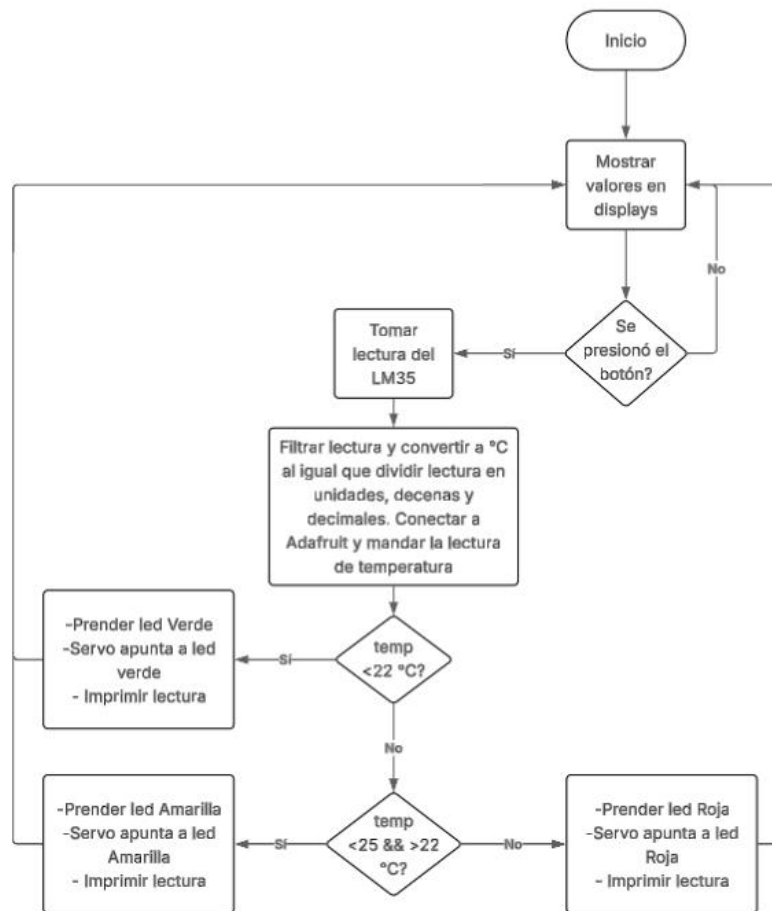 Inicio
Mostrar
valores en
displays
No
Se
presionó el
botón?
Sí
Tomar
lectura del
LM35
Filtrar lectura y convertir a °C
al igual que dividir lectura en
unidades, decenas y
decimales. Conectar a
Adafruit y mandar la lectura
de temperatura
temp
<22 °C?
Sí
-Prender led Verde
-Servo apunta a led
verde
- Imprimir lectura
No
temp
<25 && >22
°C?
Sí
-Prender led Amarilla
-Servo apunta a led
Amarilla
- Imprimir lectura
No
-Prender led Roja
-Servo apunta a led
Roja
- Imprimir lectura